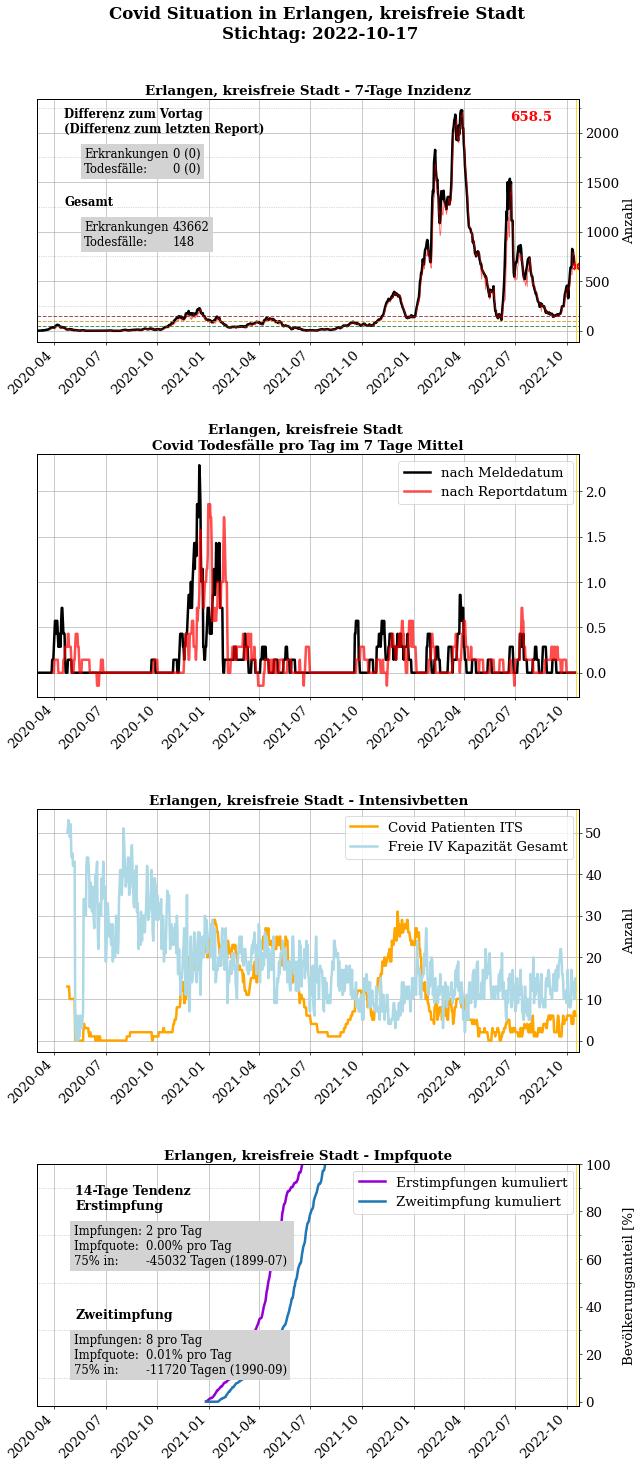 Covid Situation in Erlangen, kreisfreie Stadt
Stichtag: 2022-10-17
Erlangen, kreisfreie Stadt - 7-Tage Inzidenz
Differenz zum Vortag
(Differenz zum letzten Report)
Erkrankungen 0 (0)
Todesfälle: 0 (0)
Gesamt
Erkrankungen 43662
Todesfälle: 148
658.5
2000
1500
1000
500
0
Anzahl
2020-04 2020-07 2020-10 2021-01 2021-04 2021-07 2021-10 2022-01 2022-04 2022-07 2022-10
Erlangen, kreisfreie Stadt
Covid Todesfälle pro Tag im 7 Tage Mittel
nach Meldedatum
nach Reportdatum
2.0
1.5
1.0
0.5
0.0
2020-04 2020-07 2020-10 2021-01 2021-04 2021-07 2021-10 2022-01 2022-04 2022-07 2022-10
Erlangen, kreisfreie Stadt - Intensivbetten
Covid Patienten ITS
Freie IV Kapazität Gesamt
50
40
30
20
10
0
Anzahl
2020-04 2020-07 2020-10 2021-01 2021-04 2021-07 2021-10 2022-01 2022-04 2022-07 2022-10
Erlangen, kreisfreie Stadt - Impfquote
14-Tage Tendenz
Erstimpfung
Impfungen: 2 pro Tag
Impfquote: 0.00% pro Tag
75% in: -45032 Tagen (1899-07)
Zweitimpfung
Impfungen: 8 pro Tag
Impfquote: 0.01% pro Tag
75% in: -11720 Tagen (1990-09)
Erstimpfungen kumuliert
Zweitimpfung kumuliert
100
80
60
40
20
0
Bevölkerungsanteil [%]
2020-04 2020-07 2020-10 2021-01 2021-04 2021-07 2021-10 2022-01 2022-04 2022-07 2022-10